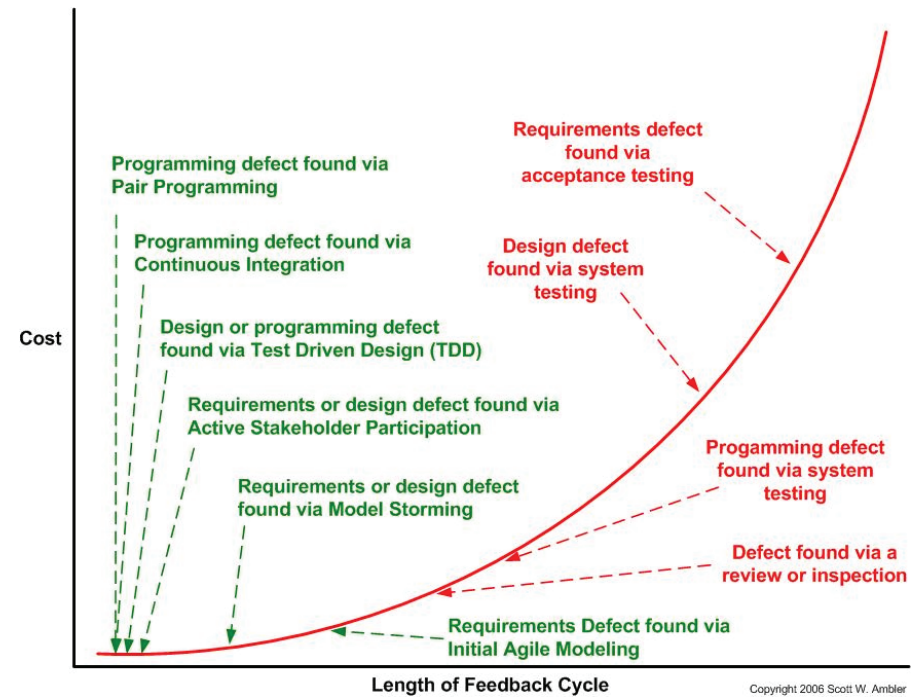 Programming defect found via
Pair Programming
Programming defect found via
Continuous Integration
Design or programming defect
found via Test Driven Design (TDD)
Requirements or design defect found via
Active Stakeholder Participation
Requirements or design defect
found via Model Storming
Requirements defect
found via
acceptance testing
Design defect
found via system
testing
Progamming defect
found via system
testing
Defect found via a
review or inspection
Requirements Defect found via
Initial Agile Modeling
Cost
Length of Feedback Cycle
Copyright 2006 Scott W. Ambler